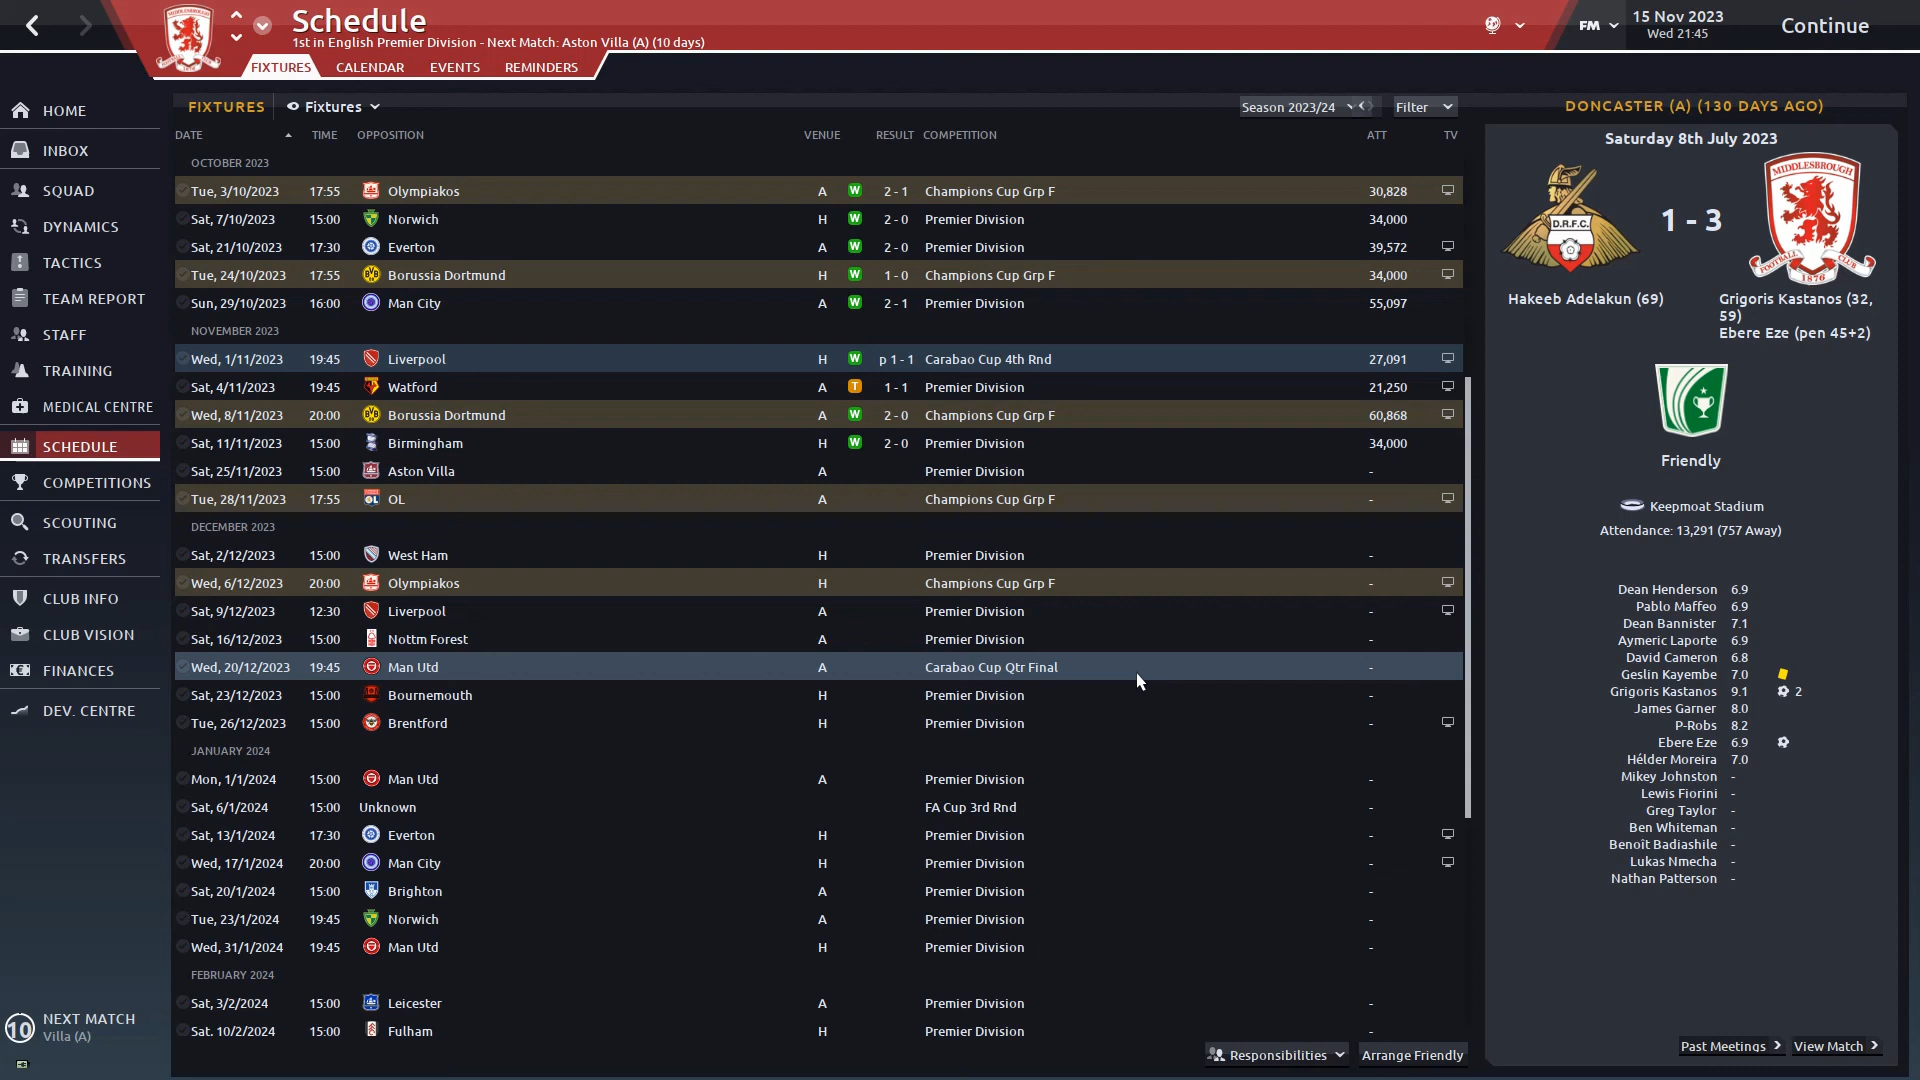 Schedule
1st in English Premier Division - Next Match: Aston Villa (A) (10 days)
FM
15 Nov 2023
Wed 21:45
Continue
FIXTURES CALENDAR EVENTS REMINDERS
HOME
INBOX
SQUAD
DYNAMICS
TACTICS
TEAM REPORT
STAFF
TRAINING
MEDICAL CENTRE
SCHEDULE
COMPETITIONS
SCOUTING
TRANSFERS
CLUB INFO
CLUB VISION
FINANCES
DEV. CENTRE
10 NEXT MATCH
Villa (A)
FIXTURES Fixtures Season 2023/24 Filter
DATE TIME OPPOSITION VENUE RESULT COMPETITION ATT TV
OCTOBER 2023
Tue, 3/10/2023 17:55 Olympiakos A W 2 - 1 Champions Cup Grp F 30,828
Sat, 7/10/2023 15:00 Norwich H W 2 - 0 Premier Division 34,000
Sat, 21/10/2023 17:30 Everton A W 2 - 0 Premier Division 39,572
Tue, 24/10/2023 17:55 Borussia Dortmund H W 1 - 0 Champions Cup Grp F 34,000
Sun, 29/10/2023 16:00 Man City A W 2 - 1 Premier Division 55,097
NOVEMBER 2023
Wed, 1/11/2023 19:45 Liverpool H W p 1 - 1 Carabao Cup 4th Rnd 27,091
Sat, 4/11/2023 19:45 Watford A T 1 - 1 Premier Division 21,250
Wed, 8/11/2023 20:00 Borussia Dortmund A W 2 - 0 Champions Cup Grp F 60,868
Sat, 11/11/2023 15:00 Birmingham H W 2 - 0 Premier Division 34,000
Sat, 25/11/2023 15:00 Aston Villa A Premier Division -
Tue, 28/11/2023 17:55 OL A Champions Cup Grp F -
DECEMBER 2023
Sat, 2/12/2023 15:00 West Ham H Premier Division -
Wed, 6/12/2023 20:00 Olympiakos H Champions Cup Grp F -
Sat, 9/12/2023 12:30 Liverpool A Premier Division -
Sat, 16/12/2023 15:00 Nottm Forest A Premier Division -
Wed, 20/12/2023 19:45 Man Utd A Carabao Cup Qtr Final -
Sat, 23/12/2023 15:00 Bournemouth H Premier Division -
Tue, 26/12/2023 15:00 Brentford H Premier Division -
JANUARY 2024
Mon, 1/1/2024 15:00 Man Utd A Premier Division -
Sat, 6/1/2024 15:00 Unknown FA Cup 3rd Rnd -
Sat, 13/1/2024 17:30 Everton H Premier Division -
Wed, 17/1/2024 20:00 Man City H Premier Division -
Sat, 20/1/2024 15:00 Brighton A Premier Division -
Tue, 23/1/2024 19:45 Norwich A Premier Division -
Wed, 31/1/2024 19:45 Man Utd H Premier Division -
FEBRUARY 2024
Sat, 3/2/2024 15:00 Leicester A Premier Division -
Sat. 10/2/2024 15:00 Fulham H Premier Division -
Responsibilities Arrange Friendly
DONCASTER (A) (130 DAYS AGO)
Saturday 8th July 2023
D.R.F.C.
1 - 3
MIDDLESBROUGH
FOOTBALL CLUB
1876
Hakeeb Adelakun (69)
Grigoris Kastanos (32,
59)
Ebere Eze (pen 45+2)
Friendly
Keepmoat Stadium
Attendance: 13,291 (757 Away)
Dean Henderson 6.9
Pablo Maffeo 6.9
Dean Bannister 7.1
Aymeric Laporte 6.9
David Cameron 6.8
Geslin Kayembe 7.0
Grigoris Kastanos 9.1 2
James Garner 8.0
P-Robs 8.2
Ebere Eze 6.9
Hélder Moreira 7.0
Mikey Johnston -
Lewis Fiorini -
Greg Taylor -
Ben Whiteman -
Benoît Badiashile -
Lukas Nmecha -
Nathan Patterson -
Past Meetings View Match